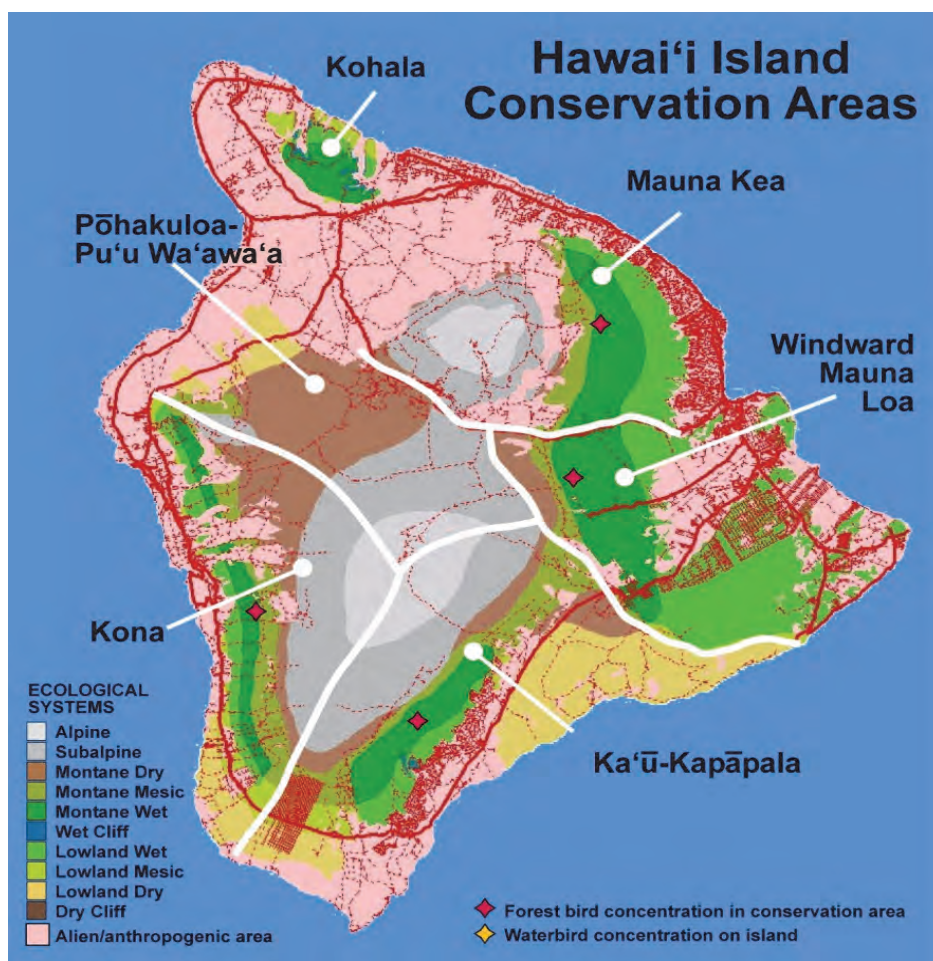 Hawai‘i Island
Conservation Areas
Kohala
Mauna Kea
Pōhakuloa-
Pu‘u Wa‘awa‘a
Windward
Mauna
Loa
Kona
Ka‘ū-Kapāpala
ECOLOGICAL
SYSTEMS
Alpine
Subalpine
Montane Dry
Montane Mesic
Montane Wet
Wet Cliff
Lowland Wet
Lowland Mesic
Lowland Dry
Dry Cliff
Alien/anthropogenic area
Forest bird concentration in conservation area
Waterbird concentration on island